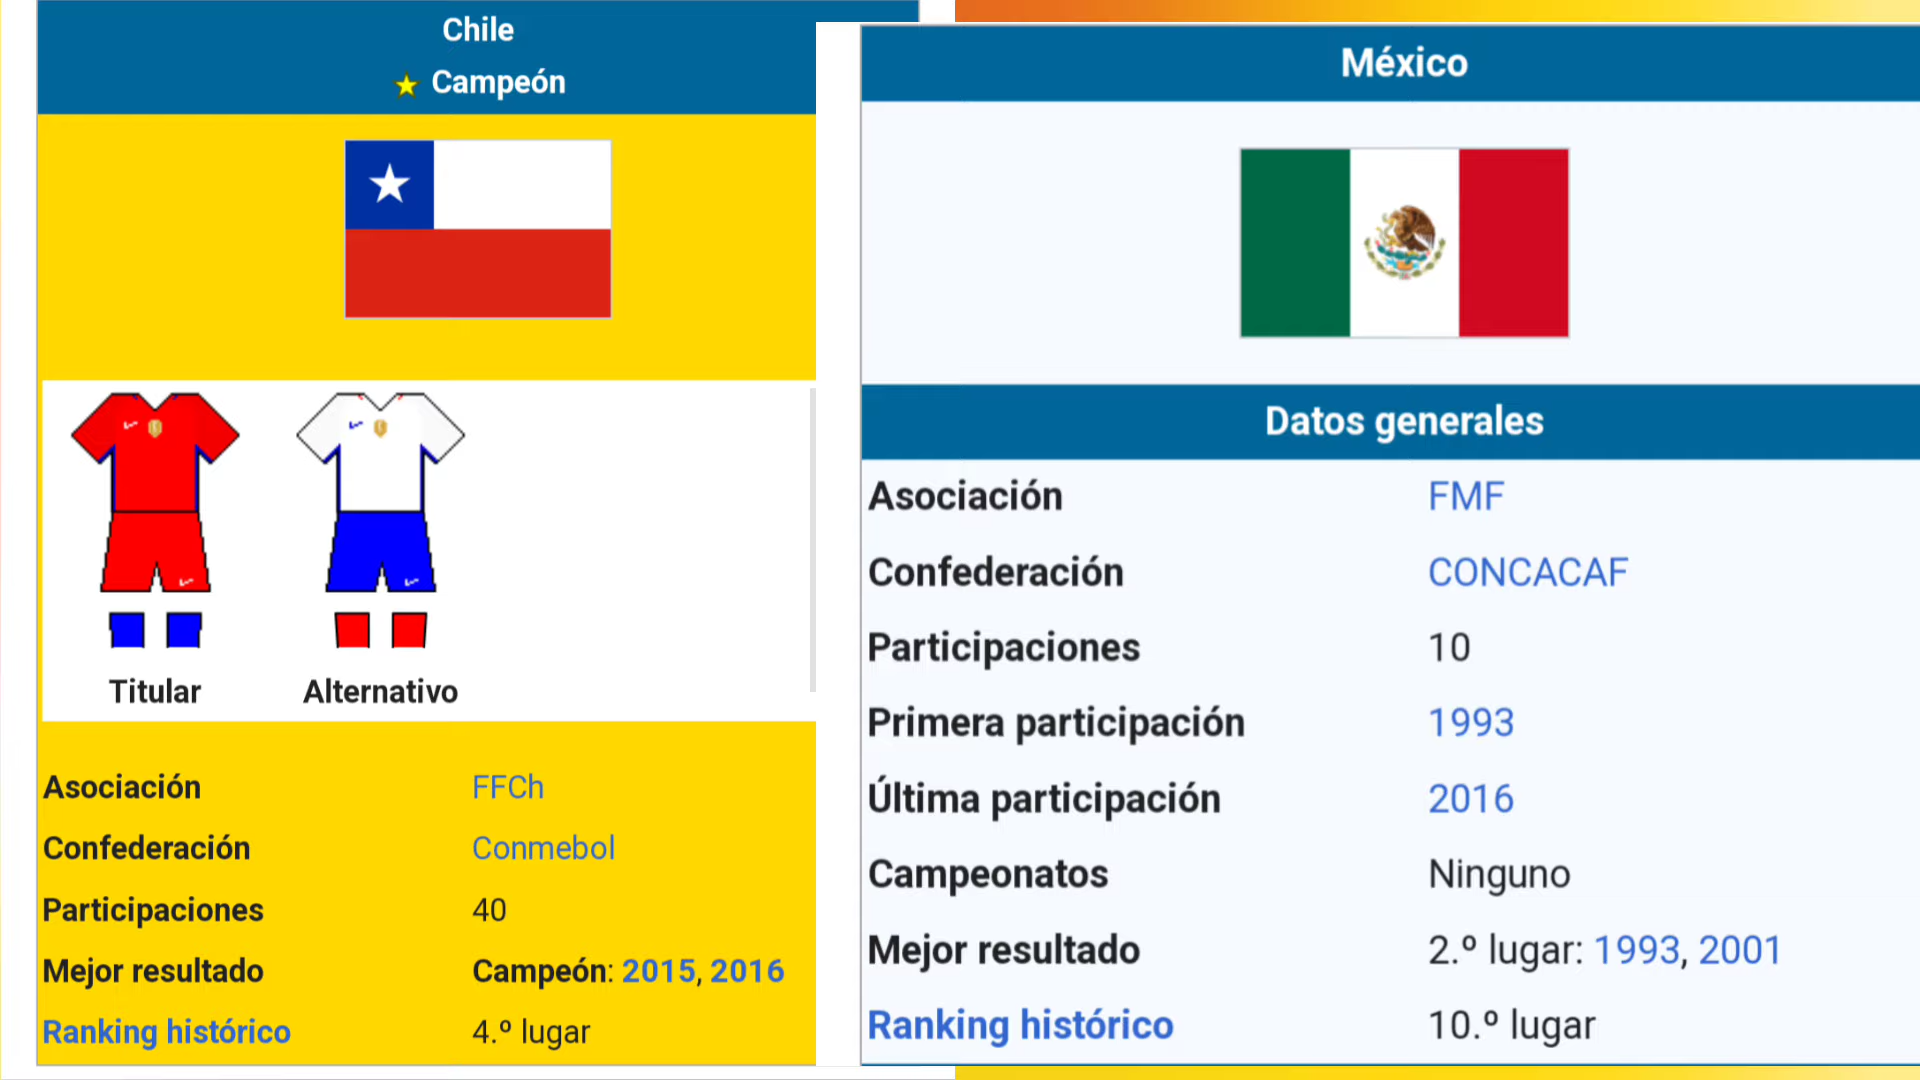 Chile
Campeón
Titular Alternativo
Asociación FFCh
Confederación Conmebol
Participaciones 40
Mejor resultado Campeón: 2015, 2016
Ranking histórico 4.º lugar
México
Datos generales
Asociación FMF
Confederación CONCACAF
Participaciones 10
Primera participación 1993
Última participación 2016
Campeonatos Ninguno
Mejor resultado 2.º lugar: 1993, 2001
Ranking histórico 10.º lugar